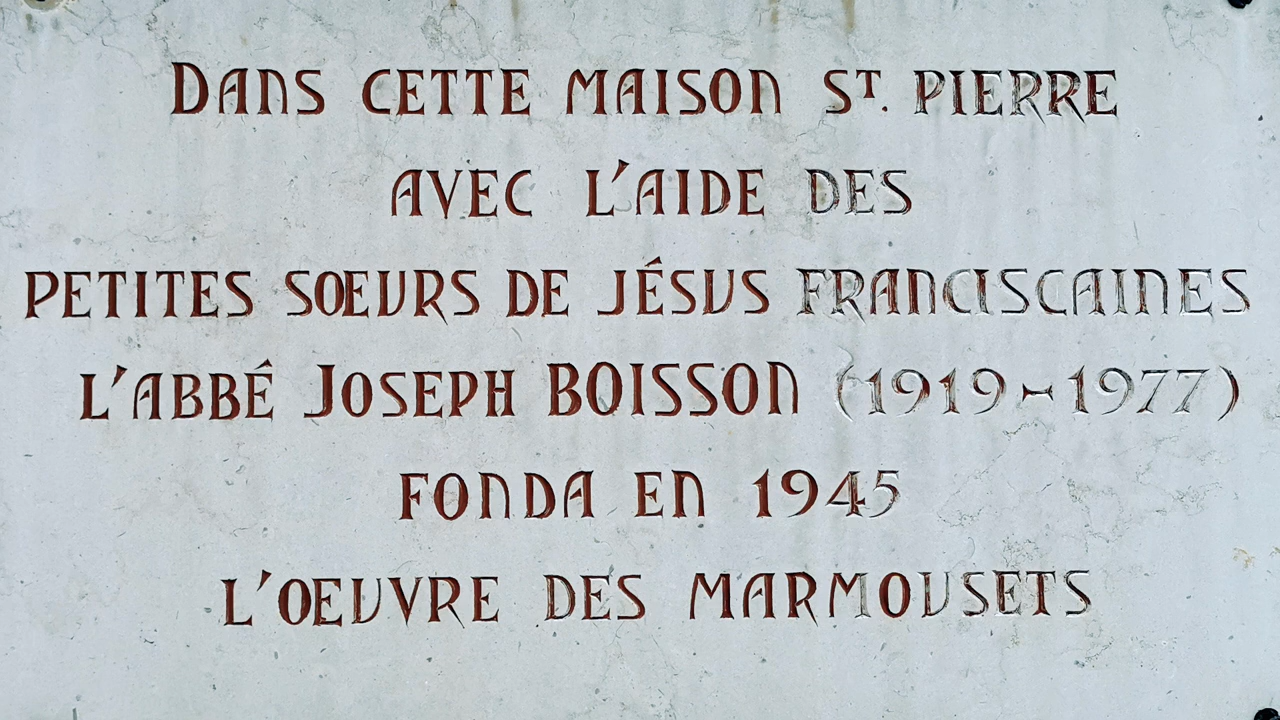 DANS CETTE MAISON ST. PIERRE
AVEC L'AIDE DES
PETITES SŒURS DE JÉSUS FRANCISCAINES
L'ABBÉ JOSEPH BOISSON (1919-1977)
FONDA EN 1945
L'OEUVRE DES MARMOUSETS